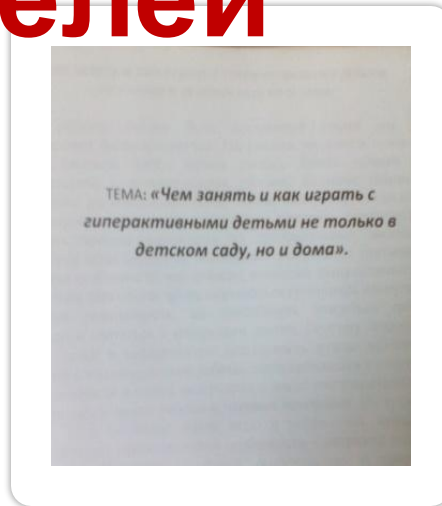 елей
ТЕМА: «Чем занять и как играть с
гиперактивными детьми не только в
детском саду, но и дома».